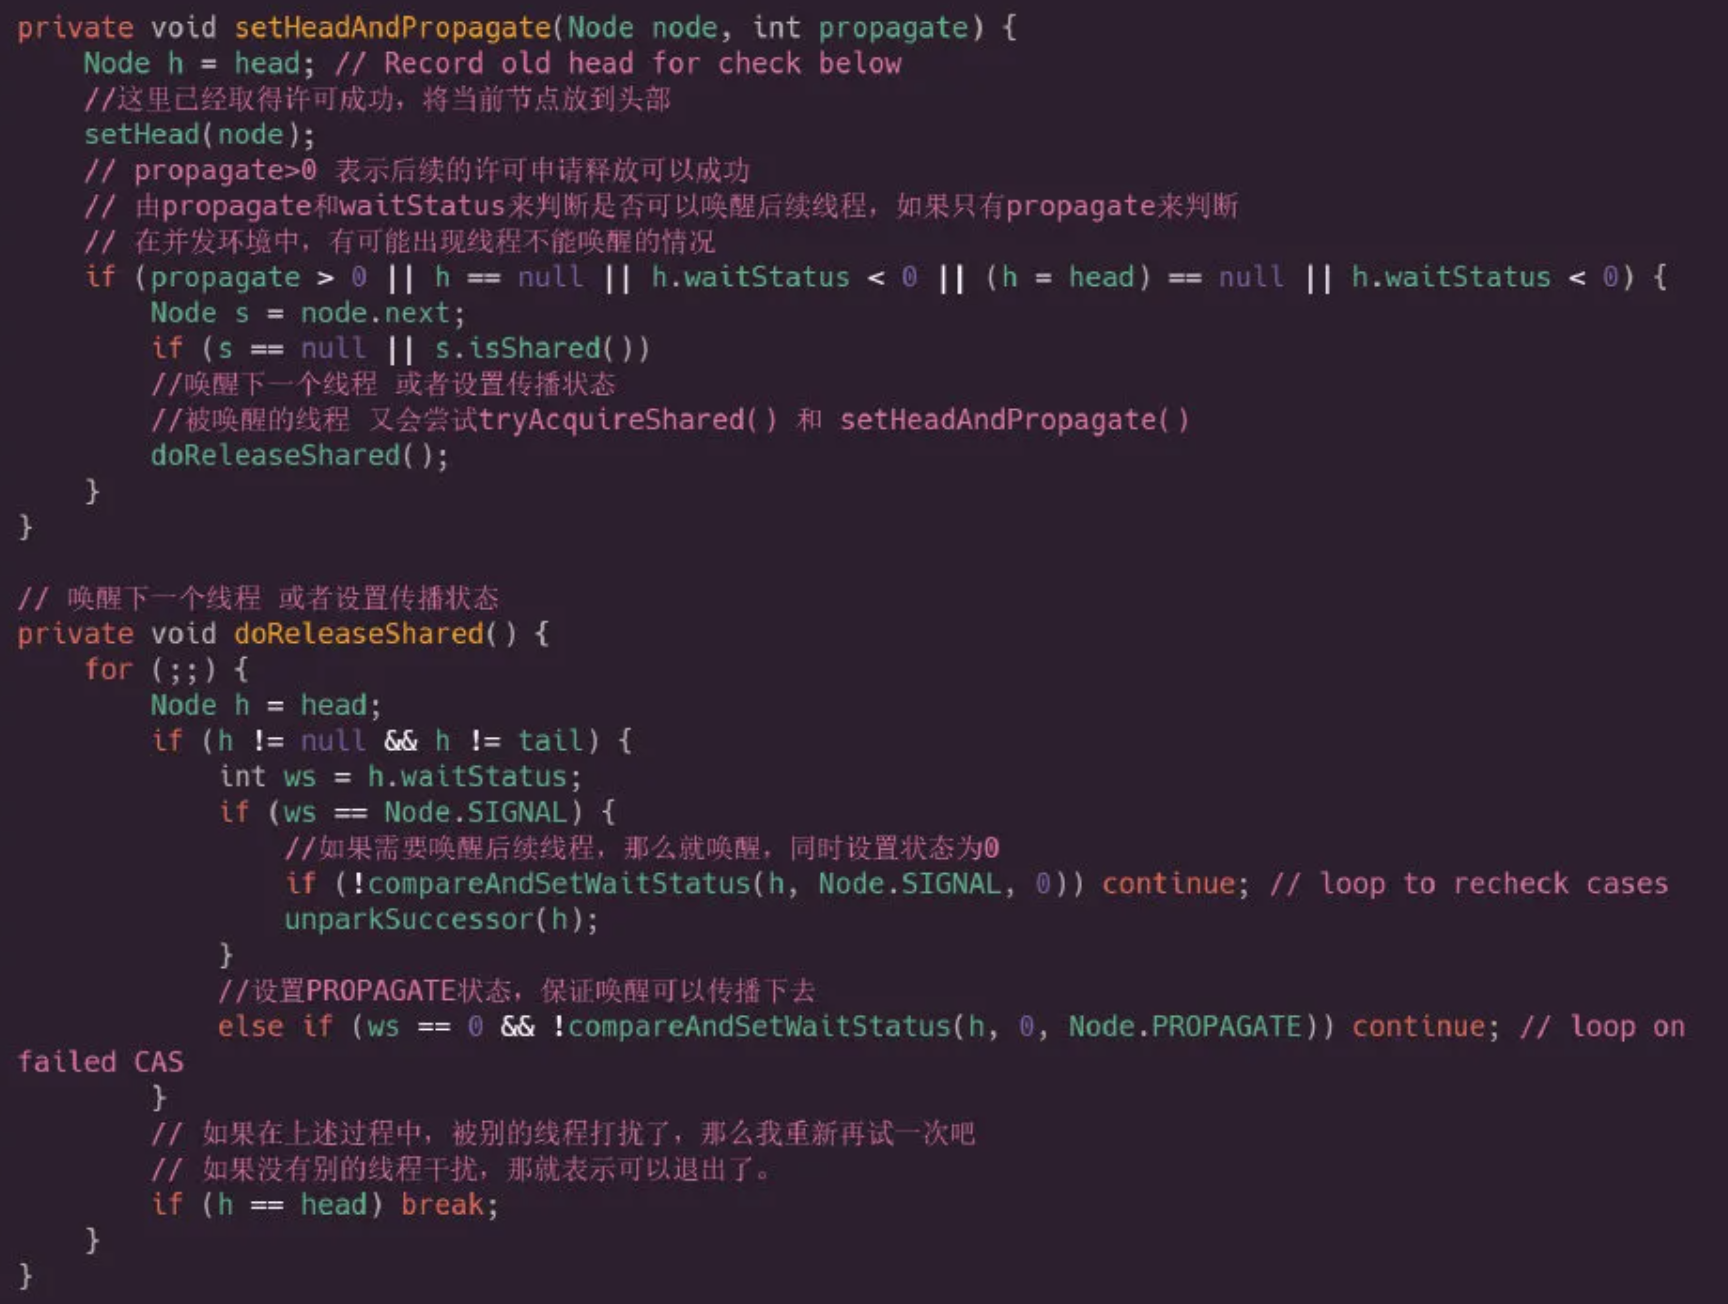 private void setHeadAndPropagate(Node node, int propagate) {
    Node h = head; // Record old head for check below
    //这里已经取得许可成功，将当前节点放到头部
    setHead(node);
    // propagate>0 表示后续的许可申请释放可以成功
    // 由propagate和waitStatus来判断是否可以唤醒后续线程，如果只有propagate来判断
    // 在并发环境中，有可能出现线程不能唤醒的情况
    if (propagate > 0 || h == null || h.waitStatus < 0 || (h = head) == null || h.waitStatus < 0) {
        Node s = node.next;
        if (s == null || s.isShared())
        //唤醒下一个线程 或者设置传播状态
        //被唤醒的线程 又会尝试tryAcquireShared() 和 setHeadAndPropagate()
        doReleaseShared();
    }
}

// 唤醒下一个线程 或者设置传播状态
private void doReleaseShared() {
    for (;;) {
        Node h = head;
        if (h != null && h != tail) {
            int ws = h.waitStatus;
            if (ws == Node.SIGNAL) {
                //如果需要唤醒后续线程，那么就唤醒，同时设置状态为0
                if (!compareAndSetWaitStatus(h, Node.SIGNAL, 0)) continue; // loop to recheck cases
                unparkSuccessor(h);
            }
            //设置PROPAGATE状态，保证唤醒可以传播下去
            else if (ws == 0 && !compareAndSetWaitStatus(h, 0, Node.PROPAGATE)) continue; // loop on
failed CAS
        }
        // 如果在上述过程中，被别的线程打扰了，那么我重新再试一次吧
        // 如果没有别的线程干扰，那就表示可以退出了。
        if (h == head) break;
    }
}